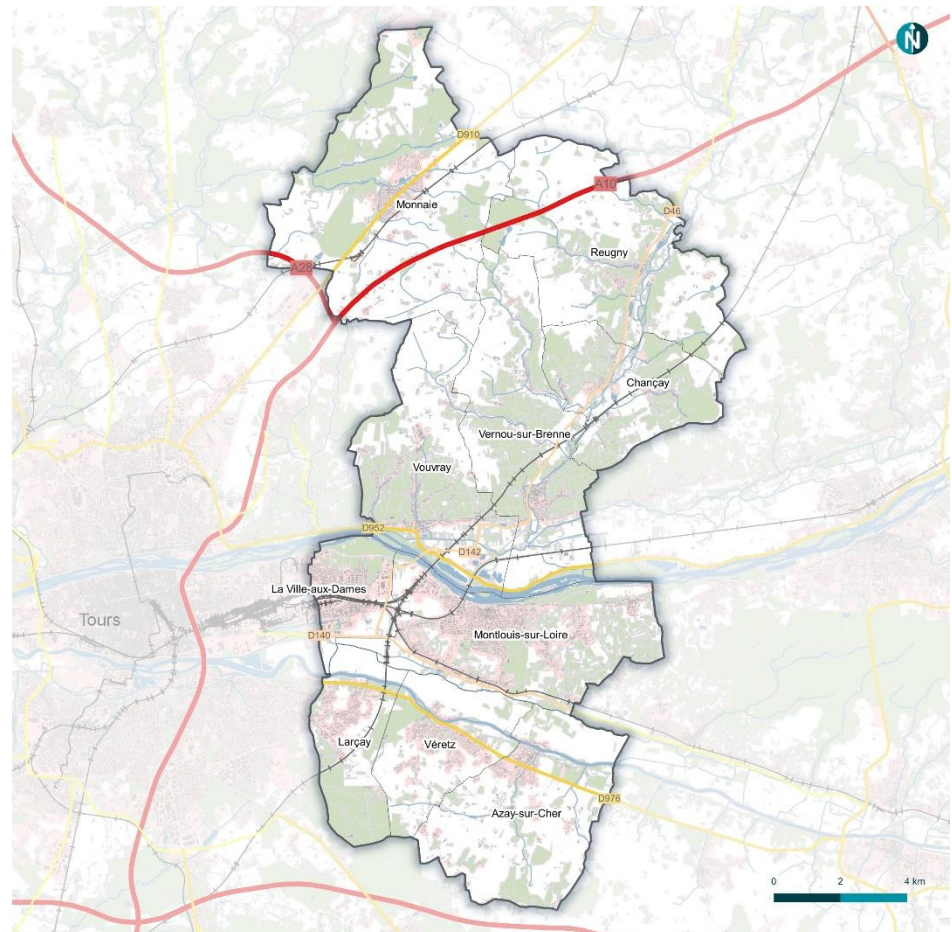 N
D910
A10
Monnaie
D46
Reugny
A28
Chançay
Vernou-sur-Brenne
Vouvray
D952
D142
La Ville-aux-Dames
Tours
D140
Montlouis-sur-Loire
Larçay
Véretz
D976
Azay-sur-Cher
0 2 4 km